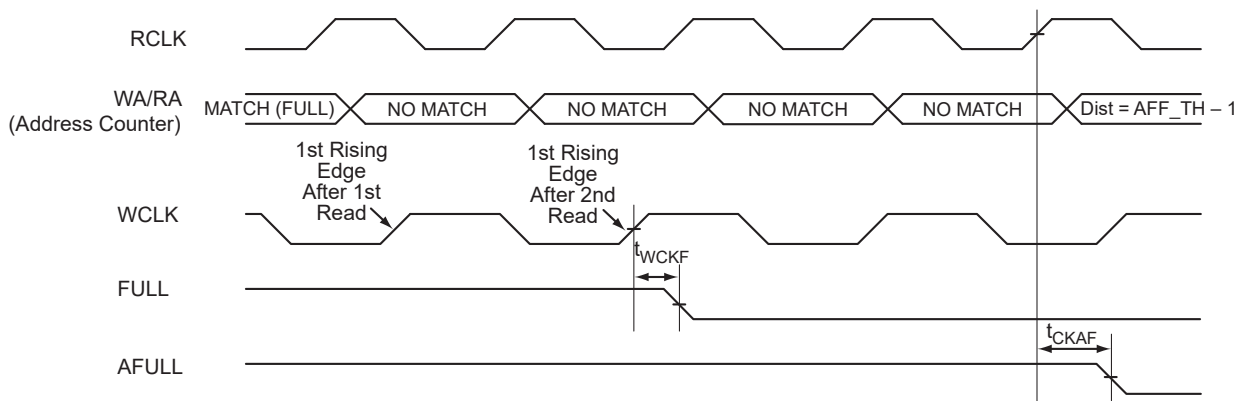 RCLK
WA/RA
(Address Counter)
MATCH (FULL)
NO MATCH
NO MATCH
NO MATCH
NO MATCH
Dist = AFF_TH – 1
1st Rising
Edge
After 1st
Read
1st Rising
Edge
After 2nd
Read
WCLK
tWCKF
FULL
tCKAF
AFULL